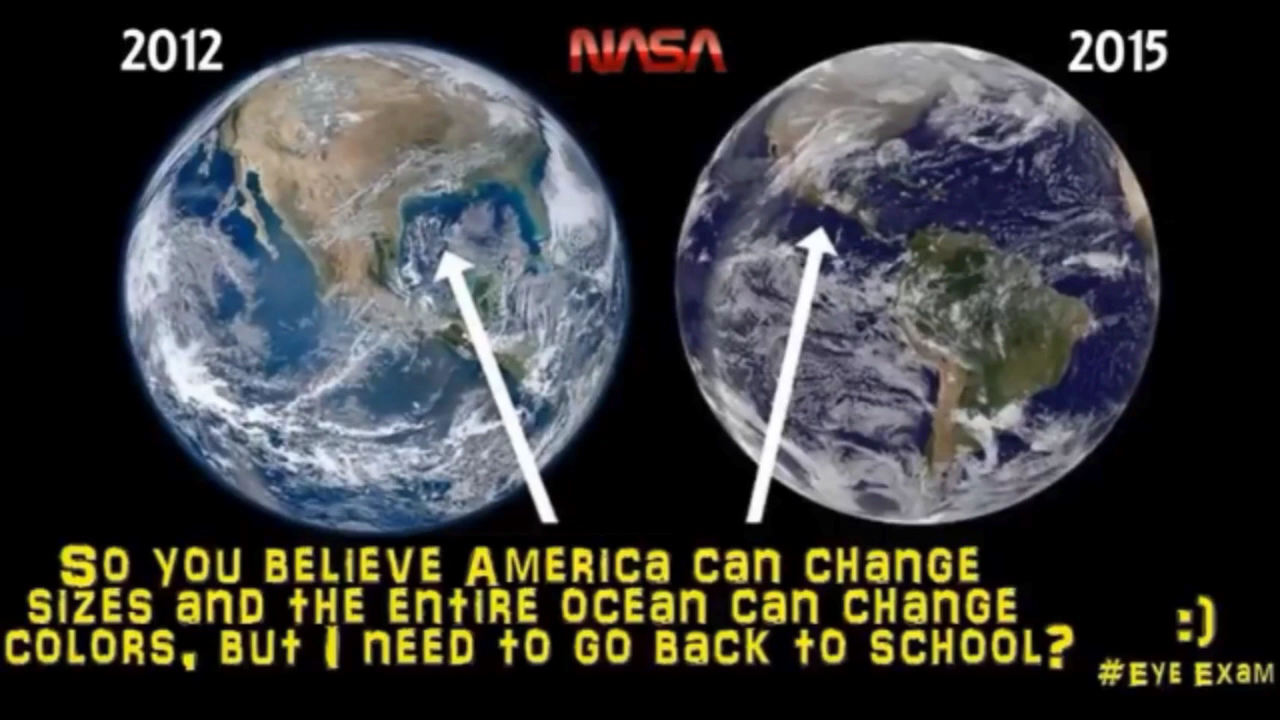 2012
NASA
2015
So you believe America can change
sizes and the entire ocean can change
colors, but I need to go back to school?
:)
#Eye Exam